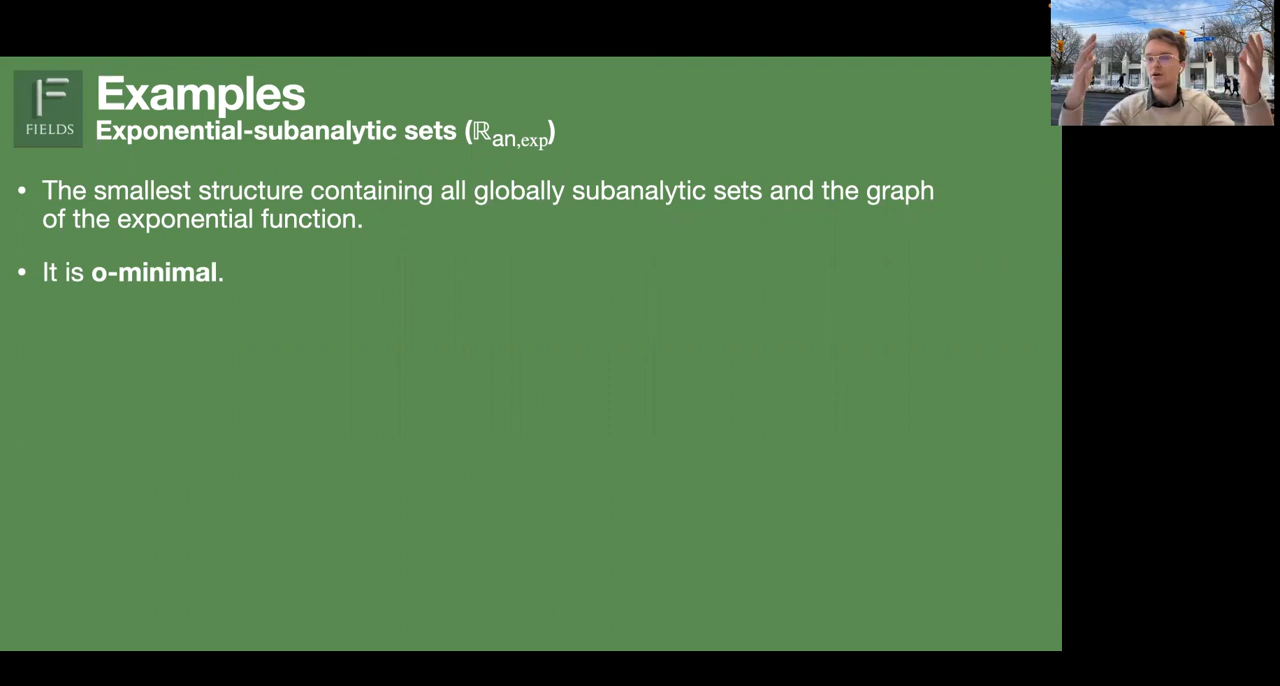 FIELDS
Examples
Exponential-subanalytic sets (ℝan,exp)
• The smallest structure containing all globally subanalytic sets and the graph
of the exponential function.
• It is o-minimal.